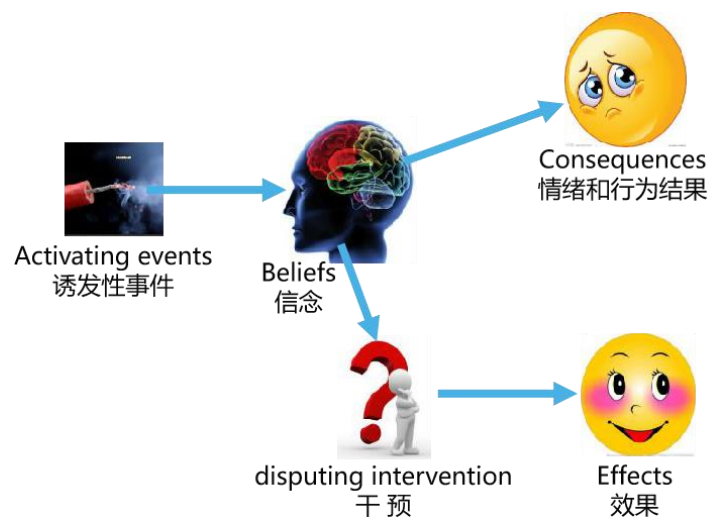 Consequences
情绪和行为结果
Activating events
诱发性事件
Beliefs
信念
disputing intervention
干 预
Effects
效果